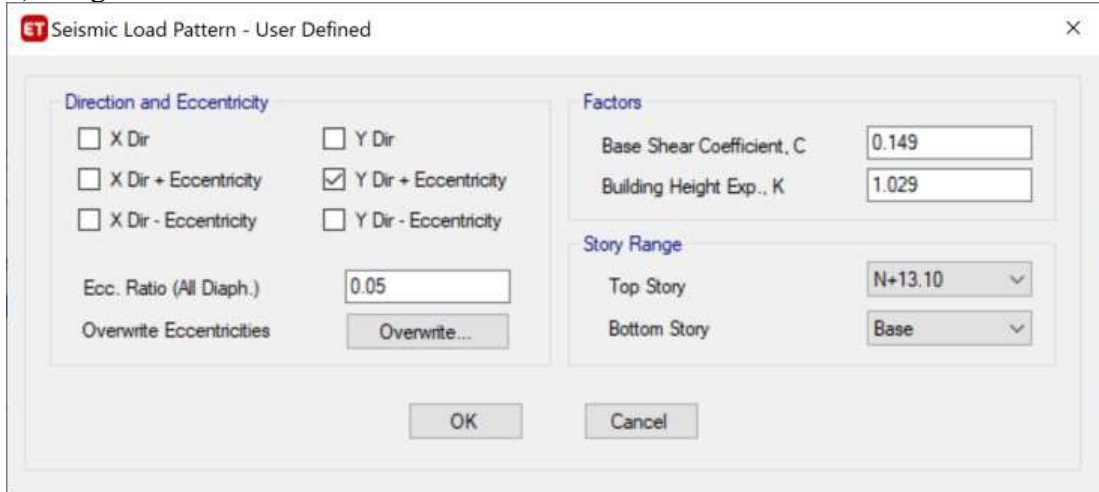 ET Seismic Load Pattern - User Defined
Direction and Eccentricity
X Dir
Y Dir
X Dir + Eccentricity
Y Dir + Eccentricity
X Dir - Eccentricity
Y Dir - Eccentricity
Ecc. Ratio (All Diaph.) 0.05
Overwrite Eccentricities Overwrite...
Factors
Base Shear Coefficient, C 0.149
Building Height Exp., K 1.029
Story Range
Top Story N+13.10
Bottom Story Base
OK Cancel